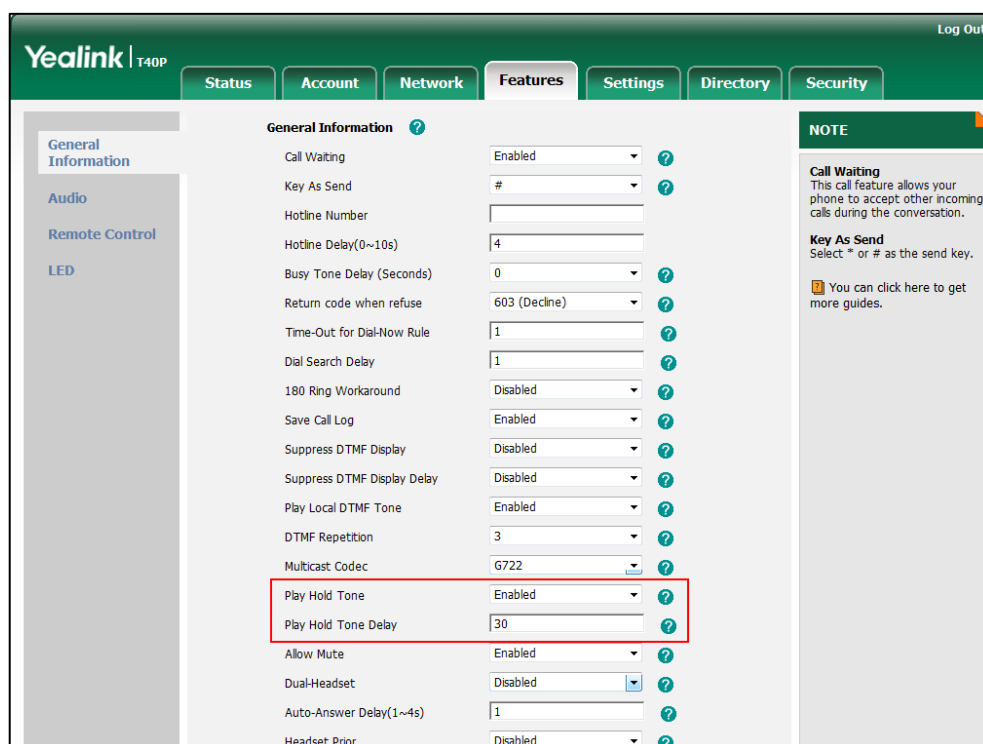 Log Out
Yealink | T40P
Status Account Network Features Settings Directory Security
General
Information
Audio
Remote Control
LED
General Information ?
Call Waiting Enabled ?
Key As Send # ?
Hotline Number
Hotline Delay(0~10s) 4
Busy Tone Delay (Seconds) 0 ?
Return code when refuse 603 (Decline) ?
Time-Out for Dial-Now Rule 1 ?
Dial Search Delay 1 ?
180 Ring Workaround Disabled ?
Save Call Log Enabled ?
Suppress DTMF Display Disabled ?
Suppress DTMF Display Delay Disabled ?
Play Local DTMF Tone Enabled ?
DTMF Repetition 3 ?
Multicast Codec G722 ?
Play Hold Tone Enabled ?
Play Hold Tone Delay 30 ?
Allow Mute Enabled ?
Dual-Headset Disabled ?
Auto-Answer Delay(1~4s) 1 ?
Headset Prior Disabled ?
NOTE
Call Waiting
This call feature allows your
phone to accept other incoming
calls during the conversation.
Key As Send
Select * or # as the send key.
? You can click here to get
more guides.